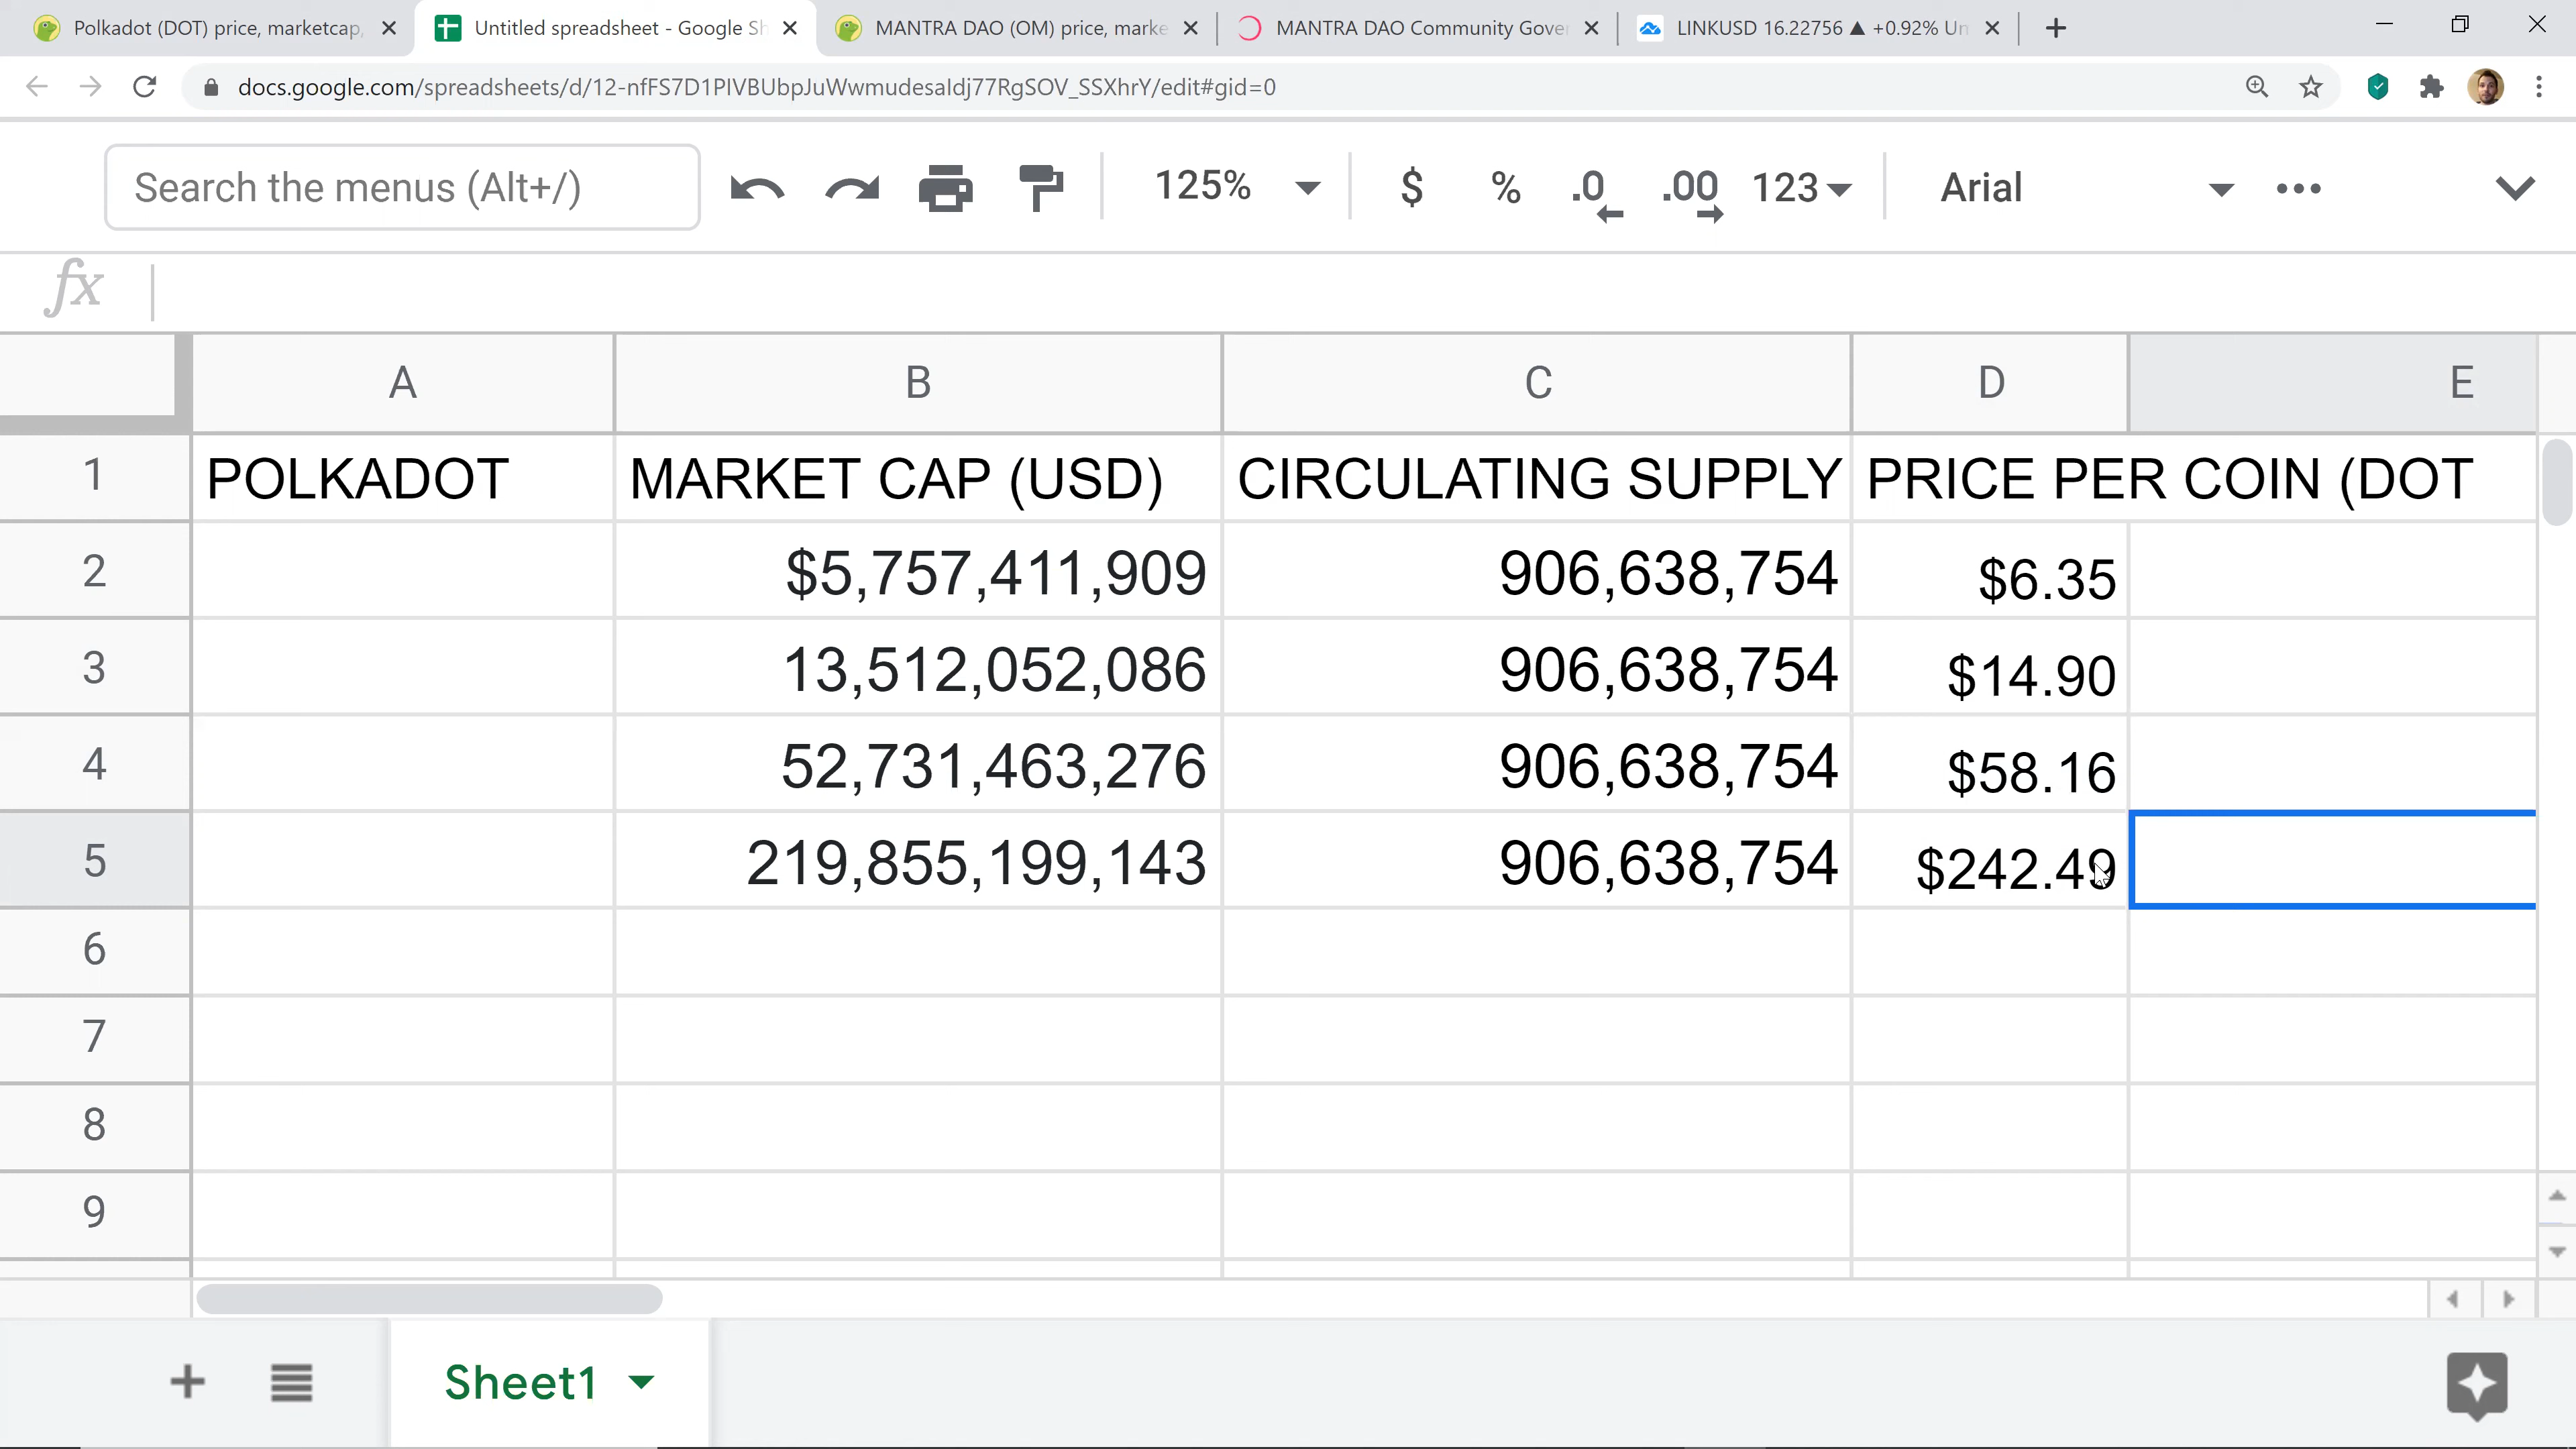 Polkadot (DOT) price, marketcap,
Untitled spreadsheet - Google Sh
MANTRA DAO (OM) price, marke
MANTRA DAO Community Gover
LINKUSD 16.22756 ▲ +0.92% Un
docs.google.com/spreadsheets/d/12-nfFS7D1PIVBUbpJuWwmudesaIdj77RgSOV_SSXhrY/edit#gid=0
Search the menus (Alt+/) 125% $ % .0 .00 123 Arial
fx
A B C D E
1 POLKADOT MARKET CAP (USD) CIRCULATING SUPPLY PRICE PER COIN (DOT
2 $5,757,411,909 906,638,754 $6.35
3 13,512,052,086 906,638,754 $14.90
4 52,731,463,276 906,638,754 $58.16
5 219,855,199,143 906,638,754 $242.49
6
7
8
9
Sheet1